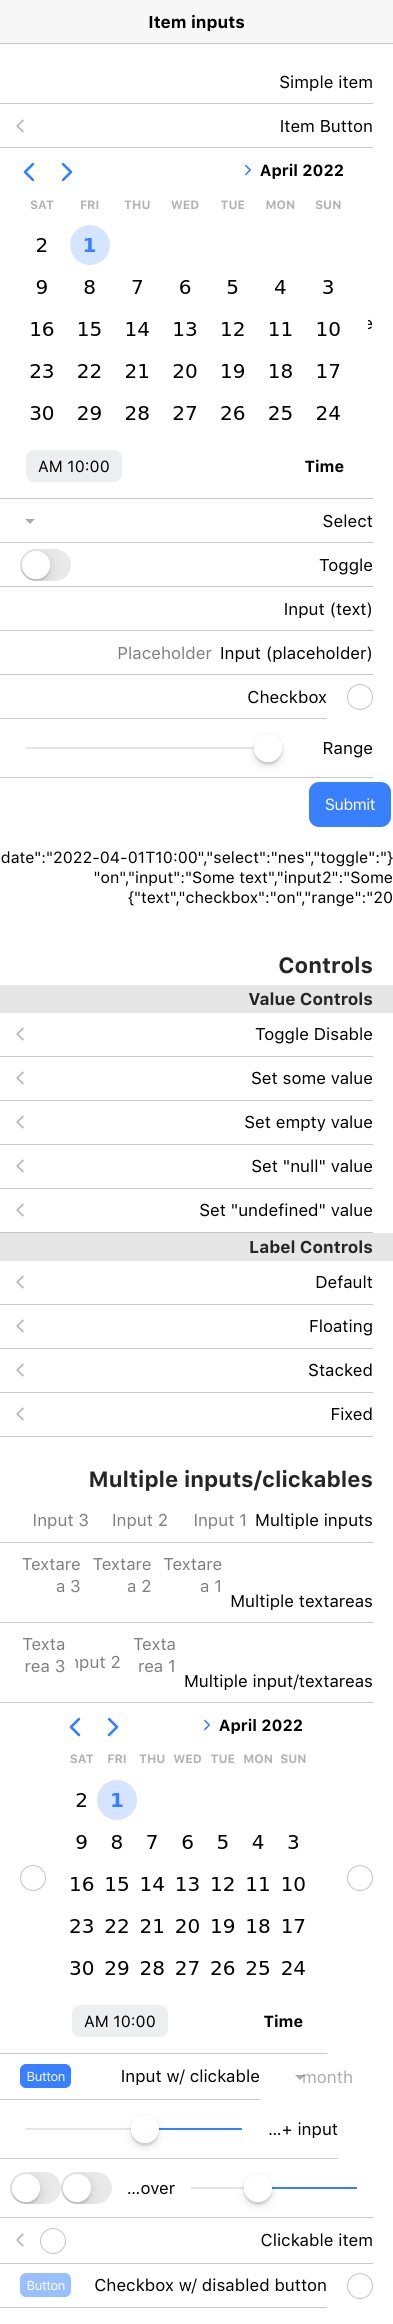 Item inputs
Simple item
Item Button
April 2022
SUN MON TUE WED THU FRI SAT
1 2
3 4 5 6 7 8 9
10 11 12 13 14 15 16
17 18 19 20 21 22 23
24 25 26 27 28 29 30
Time
AM 10:00
Select
Toggle
Input (text)
Input (placeholder) Placeholder
Checkbox
Range
Submit
date":"2022-04-01T10:00","select":"nes","toggle":"}
"on","input":"Some text","input2":"Some
{"text","checkbox":"on","range":"20
Controls
Value Controls
Toggle Disable
Set some value
Set empty value
Set "null" value
Set "undefined" value
Label Controls
Default
Floating
Stacked
Fixed
Multiple inputs/clickables
Multiple inputs Input 1 Input 2 Input 3
Multiple textareas
Textarea 1
Textarea 2
Textarea 3
Multiple input/textareas
Textarea 1
nput 2
Textarea 3
April 2022
SUN MON TUE WED THU FRI SAT
1 2
3 4 5 6 7 8 9
10 11 12 13 14 15 16
17 18 19 20 21 22 23
24 25 26 27 28 29 30
Time
AM 10:00
month
Input w/ clickable
Button
...+ input
...over
Clickable item
Checkbox w/ disabled button
Button